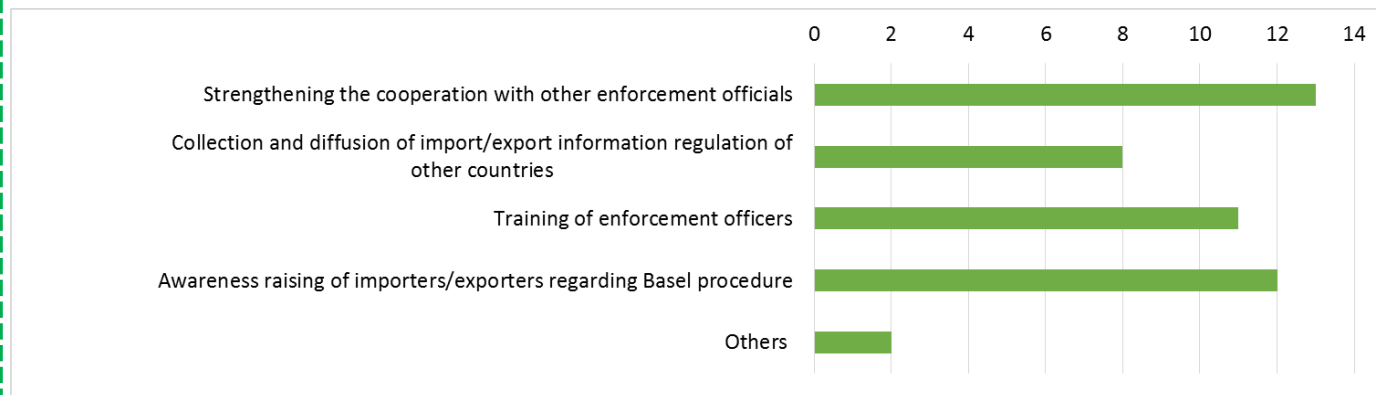 0 2 4 6 8 10 12 14
Strengthening the cooperation with other enforcement officials
Collection and diffusion of import/export information regulation of
other countries
Training of enforcement officers
Awareness raising of importers/exporters regarding Basel procedure
Others